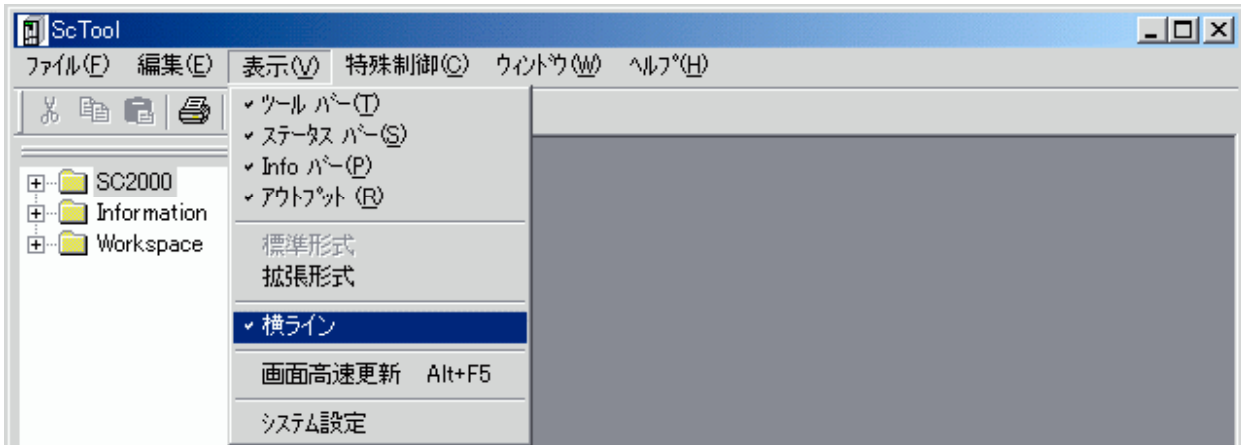 ScTool
ファイル(F) 編集(E) 表示(V) 特殊制御(C) ウィンドウ(W) ヘルプ(H)
ツール バー(T)
ステータス バー(S)
Info バー(P)
アウトプット (R)
標準形式
拡張形式
横ライン
画面高速更新 Alt+F5
システム設定
SC2000
Information
Workspace